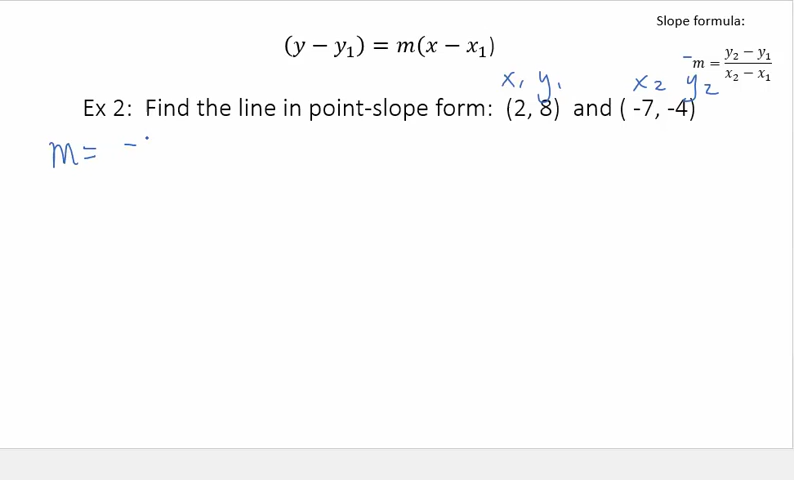 Slope formula:
(y − y₁) = m(x − x₁)
m = y₂ − y₁ / x₂ − x₁
x₁ y₁ x₂ y₂
Ex 2: Find the line in point-slope form: (2, 8) and ( -7, -4)
m = -